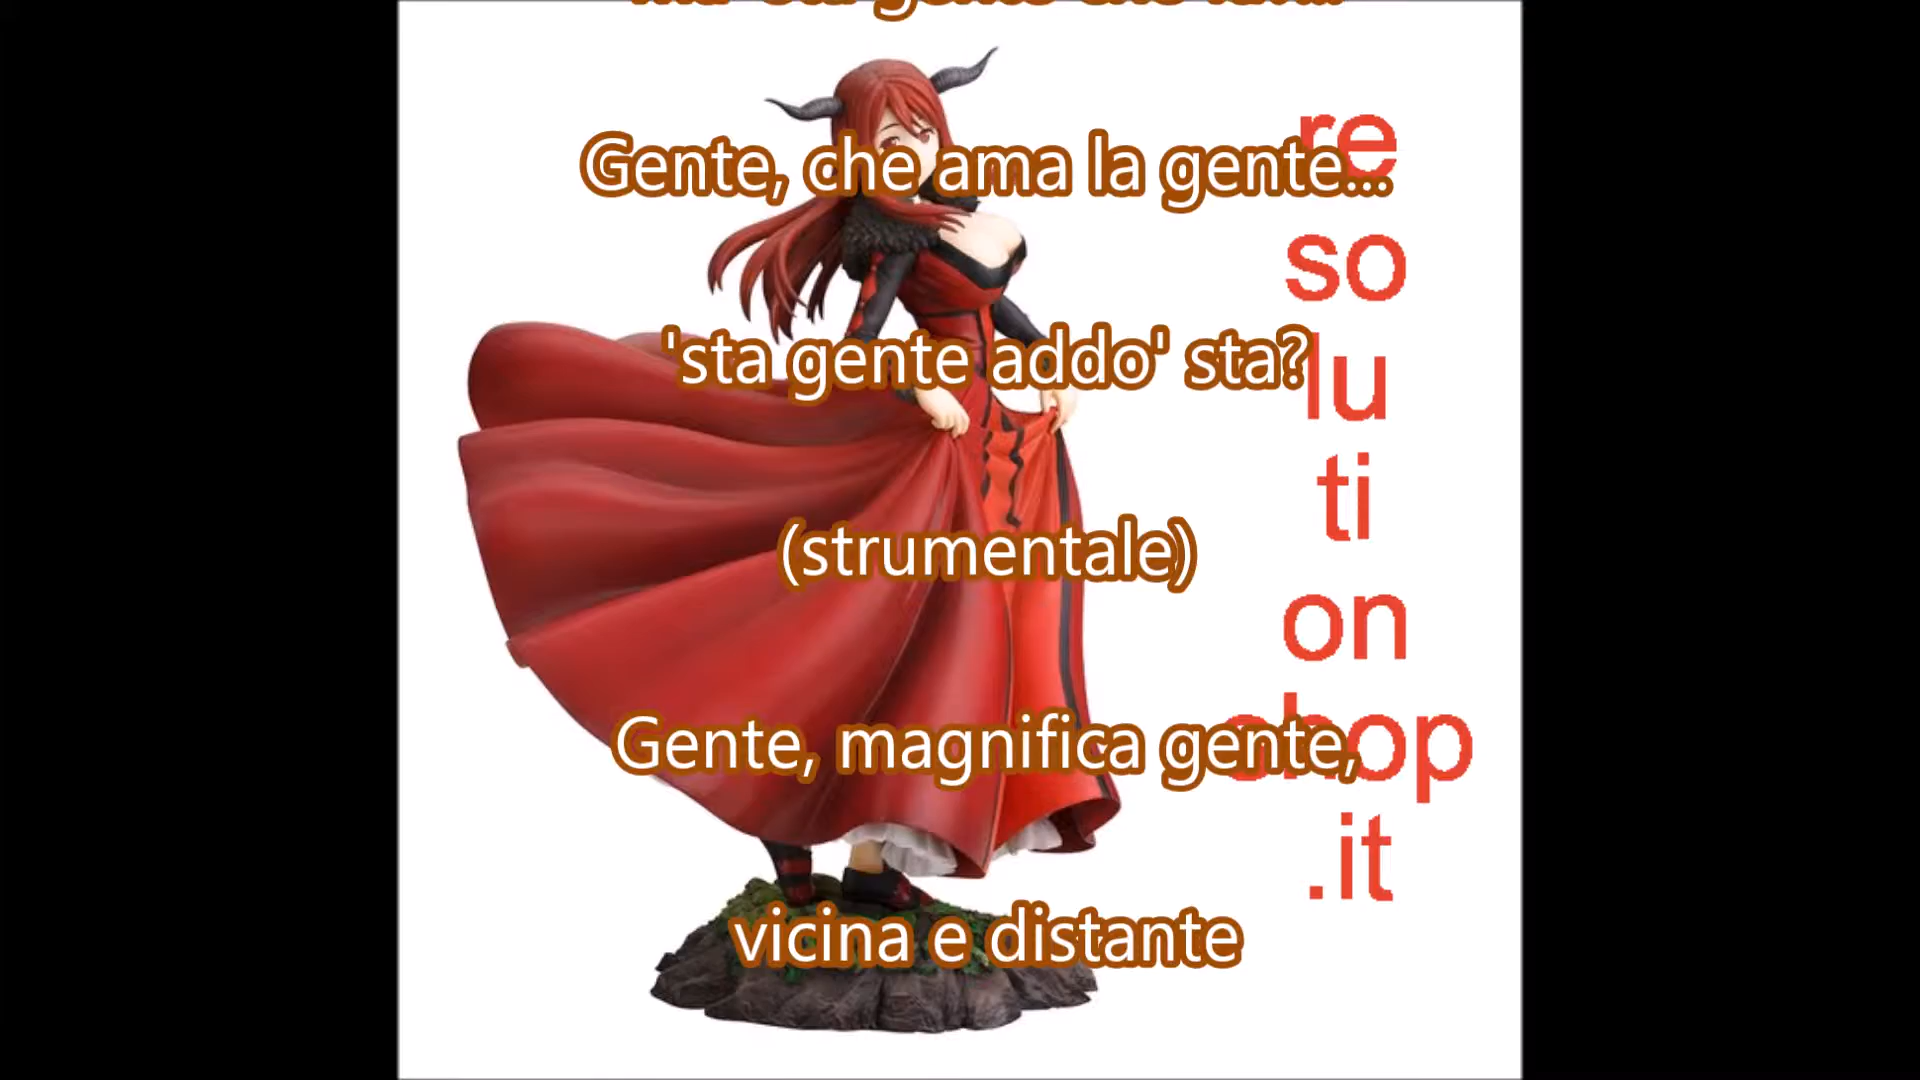 Gente, che ama la gente...
'sta gente addo' sta?
(strumentale)
Gente, magnifica gente,
vicina e distante
re
so
lu
ti
on
shop
.it